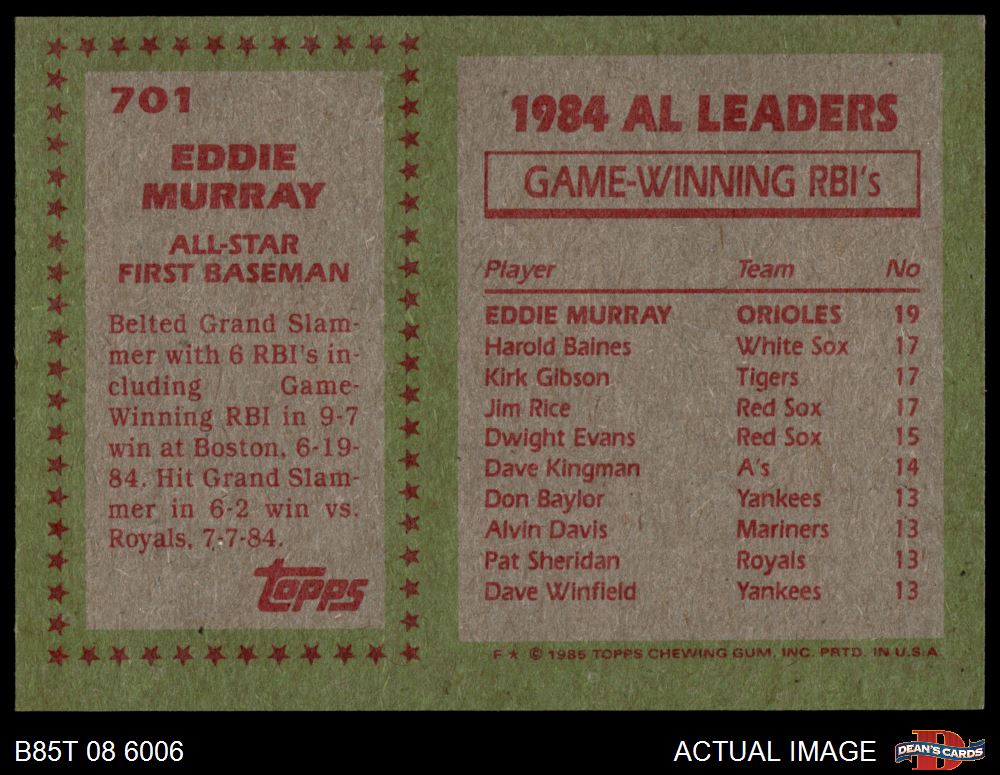 701
EDDIE
MURRAY
ALL-STAR
FIRST BASEMAN
Belted Grand Slam-
mer with 6 RBI's in-
cluding Game-
Winning RBI in 9-7
win at Boston, 6-19-
84. Hit Grand Slam-
mer in 6-2 win vs.
Royals, 7-7-84.
topps
1984 AL LEADERS
GAME-WINNING RBI's
Player Team No
EDDIE MURRAY ORIOLES 19
Harold Baines White Sox 17
Kirk Gibson Tigers 17
Jim Rice Red Sox 17
Dwight Evans Red Sox 15
Dave Kingman A's 14
Don Baylor Yankees 13
Alvin Davis Mariners 13
Pat Sheridan Royals 13
Dave Winfield Yankees 13
F ★ © 1985 TOPPS CHEWING GUM, INC. PRTD. IN U.S.A.
B85T 08 6006
ACTUAL IMAGE
D
DEAN'S CARDS